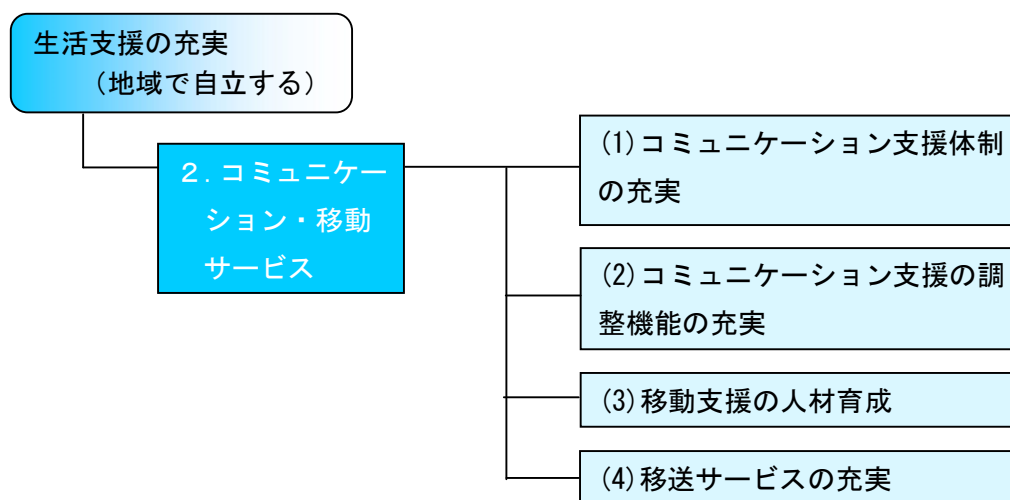 生活支援の充実
（地域で自立する）
２．コミュニケー
ション・移動
サービス
(1)コミュニケーション支援体制
の充実
(2)コミュニケーション支援の調
整機能の充実
(3)移動支援の人材育成
(4)移送サービスの充実